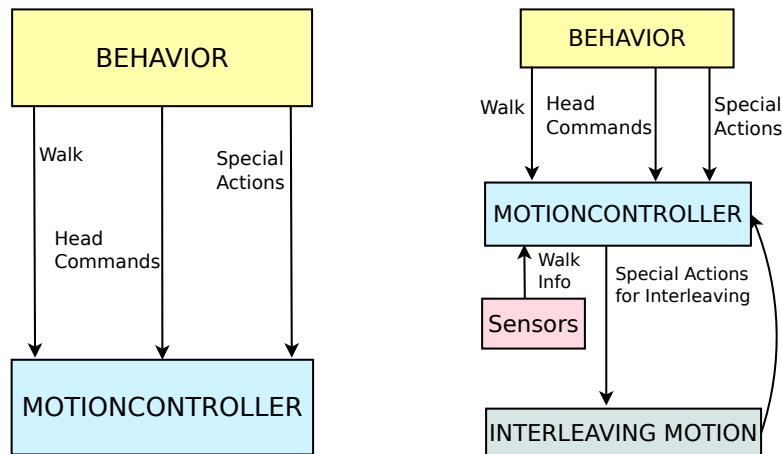 BEHAVIOR
Walk
Special
Actions
Head
Commands
MOTIONCONTROLLER
BEHAVIOR
Walk
Head
Commands
Special
Actions
MOTIONCONTROLLER
Walk
Info
Special Actions
for Interleaving
Sensors
INTERLEAVING MOTION